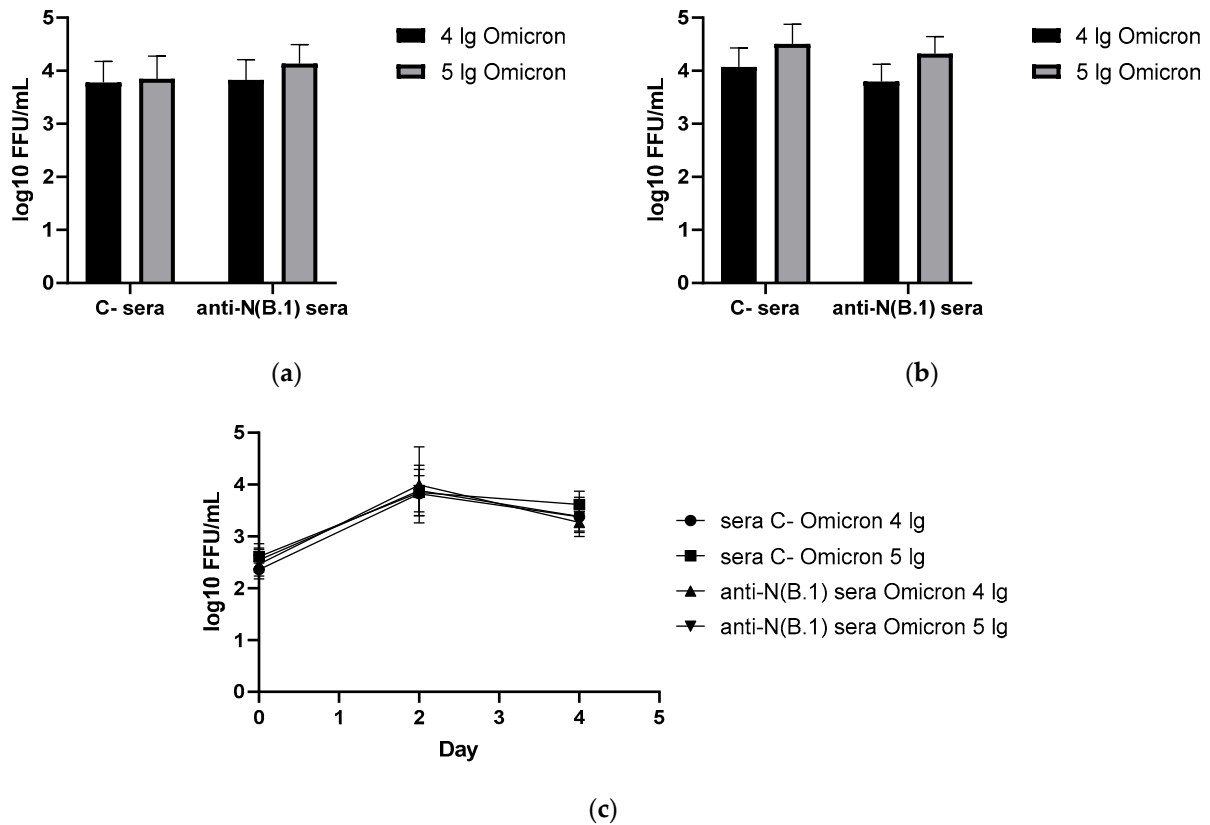 5
4
3
2
1
0
log10 FFU/mL
C- sera
anti-N(B.1) sera
4 lg Omicron
5 lg Omicron
(a)
5
4
3
2
1
0
log10 FFU/mL
C- sera
anti-N(B.1) sera
4 lg Omicron
5 lg Omicron
(b)
5
4
3
2
1
0
log10 FFU/mL
0 1 2 3 4 5
Day
sera C- Omicron 4 lg
sera C- Omicron 5 lg
anti-N(B.1) sera Omicron 4 lg
anti-N(B.1) sera Omicron 5 lg
(c)